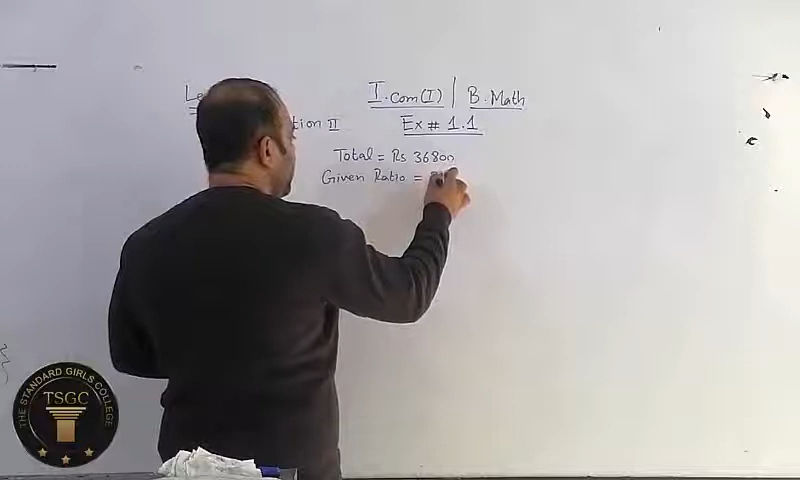 I.Com(I) | B.Math
tion II Ex # 1.1
Total = Rs 36800
Given Ratio =
THE STANDARD GIRLS COLLEGE
TSGC